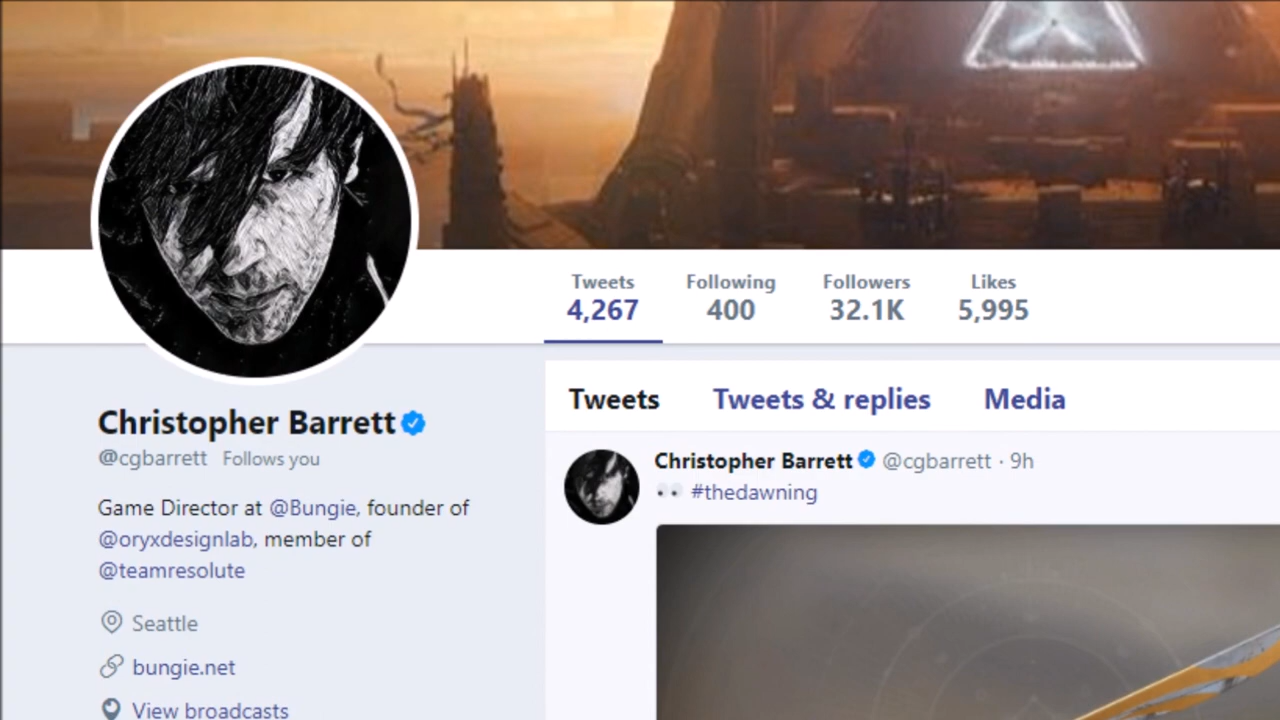 Tweets Following Followers Likes
4,267 400 32.1K 5,995
Christopher Barrett
@cgbarrett Follows you
Game Director at @Bungie, founder of
@oryxdesignlab, member of
@teamresolute
Seattle
bungie.net
View broadcasts
Tweets Tweets & replies Media
Christopher Barrett @cgbarrett · 9h
👀 #thedawning